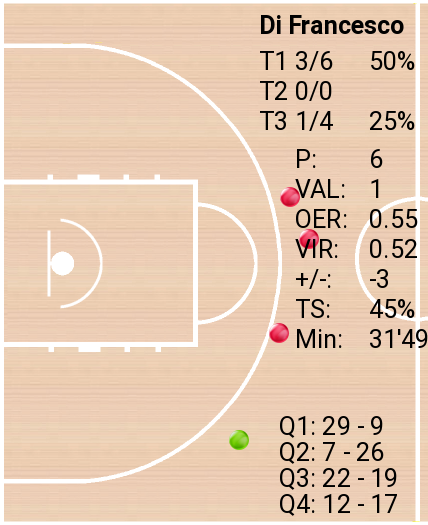 Di Francesco
T1 3/6 50%
T2 0/0
T3 1/4 25%
P: 6
VAL: 1
OER: 0.55
VIR: 0.52
+/-: -3
TS: 45%
Min: 31'49
Q1: 29 - 9
Q2: 7 - 26
Q3: 22 - 19
Q4: 12 - 17